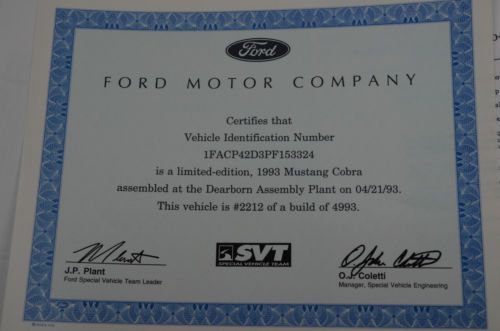 Ford
FORD MOTOR COMPANY
Certifies that
Vehicle Identification Number
1FACP42D3PF153324
is a limited-edition, 1993 Mustang Cobra
assembled at the Dearborn Assembly Plant on 04/21/93.
This vehicle is #2212 of a build of 4993.
SVT
SPECIAL VEHICLE TEAM
J.P. Plant
Ford Special Vehicle Team Leader
O.J. Coletti
Manager, Special Vehicle Engineering